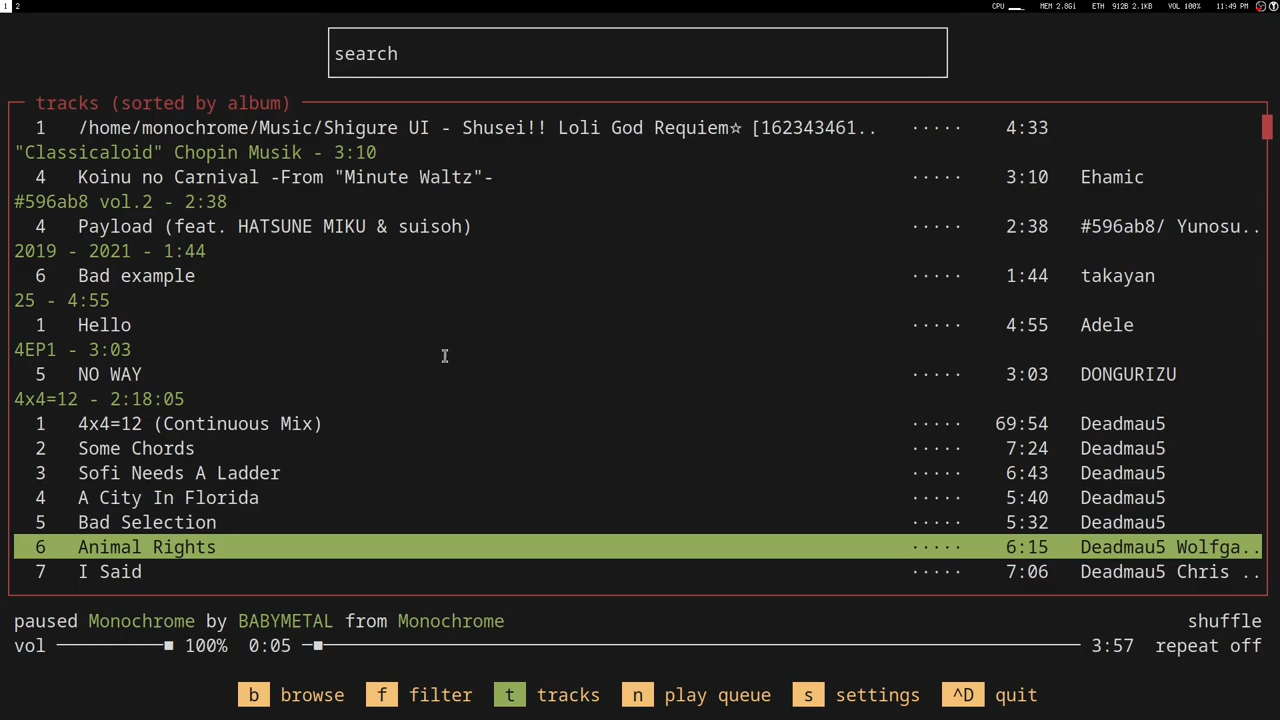 1 2 CPU MEM 2.8Gi ETH 912B 2.1KB VOL 100% 11:49 PM
search
tracks (sorted by album)
1 /home/monochrome/Music/Shigure UI - Shusei!! Loli God Requiem☆ [162343461.. ····· 4:33
"Classicaloid" Chopin Musik - 3:10
4 Koinu no Carnival -From "Minute Waltz"- ····· 3:10 Ehamic
#596ab8 vol.2 - 2:38
4 Payload (feat. HATSUNE MIKU & suisoh) ····· 2:38 #596ab8/ Yunosu..
2019 - 2021 - 1:44
6 Bad example ····· 1:44 takayan
25 - 4:55
1 Hello ····· 4:55 Adele
4EP1 - 3:03
5 NO WAY ····· 3:03 DONGURIZU
4x4=12 - 2:18:05
1 4x4=12 (Continuous Mix) ····· 69:54 Deadmau5
2 Some Chords ····· 7:24 Deadmau5
3 Sofi Needs A Ladder ····· 6:43 Deadmau5
4 A City In Florida ····· 5:40 Deadmau5
5 Bad Selection ····· 5:32 Deadmau5
6 Animal Rights ····· 6:15 Deadmau5 Wolfga..
7 I Said ····· 7:06 Deadmau5 Chris ..
paused Monochrome by BABYMETAL from Monochrome shuffle
vol 100% 0:05 3:57 repeat off
b browse f filter t tracks n play queue s settings ^D quit